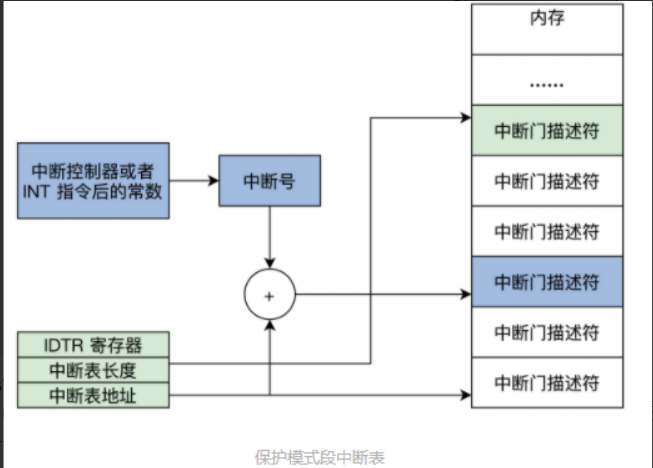 内存
......
中断门描述符
中断控制器或者
INT 指令后的常数
中断号
中断门描述符
中断门描述符
中断门描述符
+
IDTR 寄存器
中断表长度
中断表地址
中断门描述符
中断门描述符
保护模式段中断表